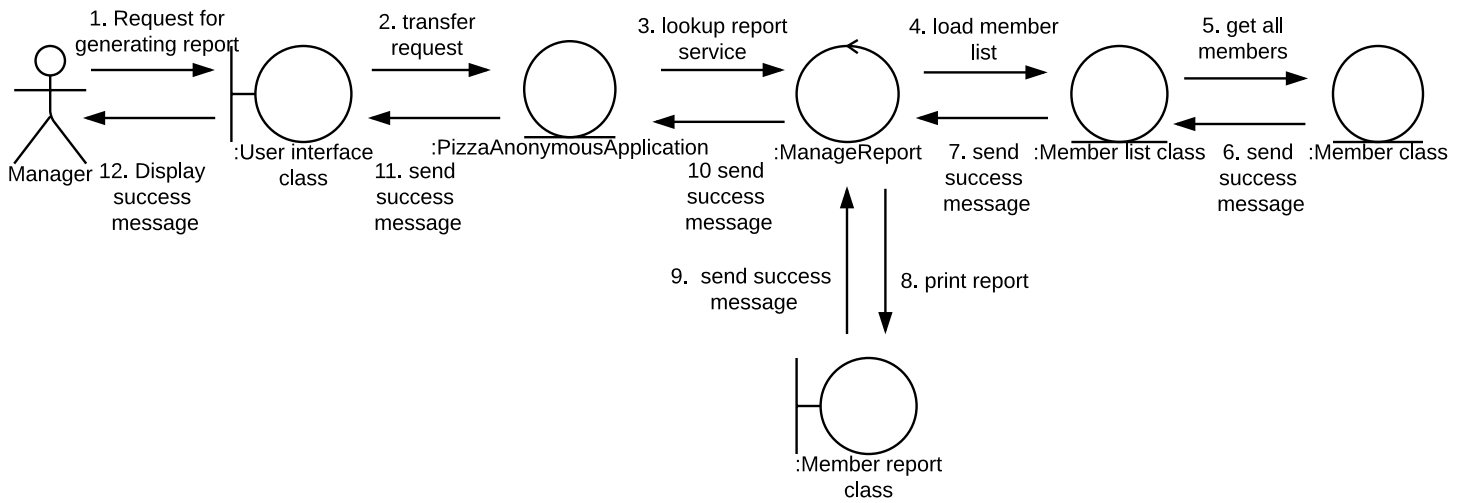 1. Request for
generating report
2. transfer
request
3. lookup report
service
4. load member
list
5. get all
members
Manager
:User interface
class
:PizzaAnonymousApplication
:ManageReport
:Member list class
:Member class
12. Display
success
message
11. send
success
message
10 send
success
message
7. send
success
message
6. send
success
message
9.  send success
message
8. print report
:Member report
class